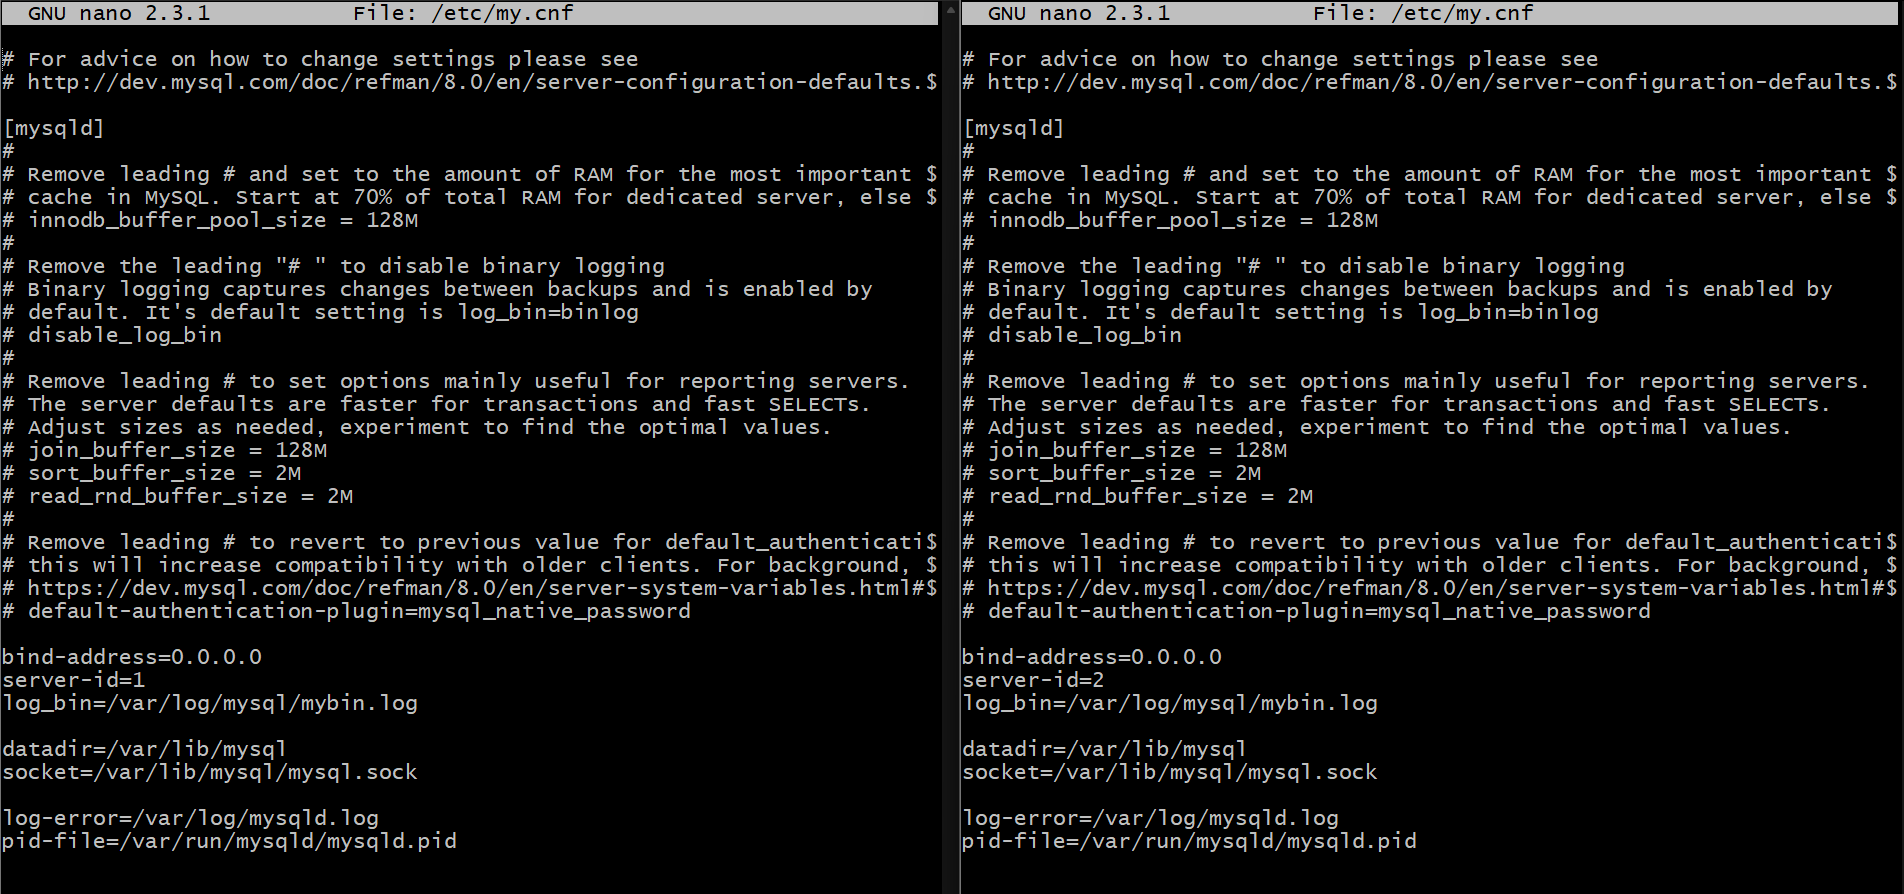 GNU nano 2.3.1 File: /etc/my.cnf
# For advice on how to change settings please see
# http://dev.mysql.com/doc/refman/8.0/en/server-configuration-defaults.$
[mysqld]
#
# Remove leading # and set to the amount of RAM for the most important $
# cache in MySQL. Start at 70% of total RAM for dedicated server, else $
# innodb_buffer_pool_size = 128M
#
# Remove the leading "# " to disable binary logging
# Binary logging captures changes between backups and is enabled by
# default. It's default setting is log_bin=binlog
# disable_log_bin
#
# Remove leading # to set options mainly useful for reporting servers.
# The server defaults are faster for transactions and fast SELECTs.
# Adjust sizes as needed, experiment to find the optimal values.
# join_buffer_size = 128M
# sort_buffer_size = 2M
# read_rnd_buffer_size = 2M
#
# Remove leading # to revert to previous value for default_authenticati$
# this will increase compatibility with older clients. For background, $
# https://dev.mysql.com/doc/refman/8.0/en/server-system-variables.html#$
# default-authentication-plugin=mysql_native_password
bind-address=0.0.0.0
server-id=1
log_bin=/var/log/mysql/mybin.log
datadir=/var/lib/mysql
socket=/var/lib/mysql/mysql.sock
log-error=/var/log/mysqld.log
pid-file=/var/run/mysqld/mysqld.pid
GNU nano 2.3.1 File: /etc/my.cnf
# For advice on how to change settings please see
# http://dev.mysql.com/doc/refman/8.0/en/server-configuration-defaults.$
[mysqld]
#
# Remove leading # and set to the amount of RAM for the most important $
# cache in MySQL. Start at 70% of total RAM for dedicated server, else $
# innodb_buffer_pool_size = 128M
#
# Remove the leading "# " to disable binary logging
# Binary logging captures changes between backups and is enabled by
# default. It's default setting is log_bin=binlog
# disable_log_bin
#
# Remove leading # to set options mainly useful for reporting servers.
# The server defaults are faster for transactions and fast SELECTs.
# Adjust sizes as needed, experiment to find the optimal values.
# join_buffer_size = 128M
# sort_buffer_size = 2M
# read_rnd_buffer_size = 2M
#
# Remove leading # to revert to previous value for default_authenticati$
# this will increase compatibility with older clients. For background, $
# https://dev.mysql.com/doc/refman/8.0/en/server-system-variables.html#$
# default-authentication-plugin=mysql_native_password
bind-address=0.0.0.0
server-id=2
log_bin=/var/log/mysql/mybin.log
datadir=/var/lib/mysql
socket=/var/lib/mysql/mysql.sock
log-error=/var/log/mysqld.log
pid-file=/var/run/mysqld/mysqld.pid